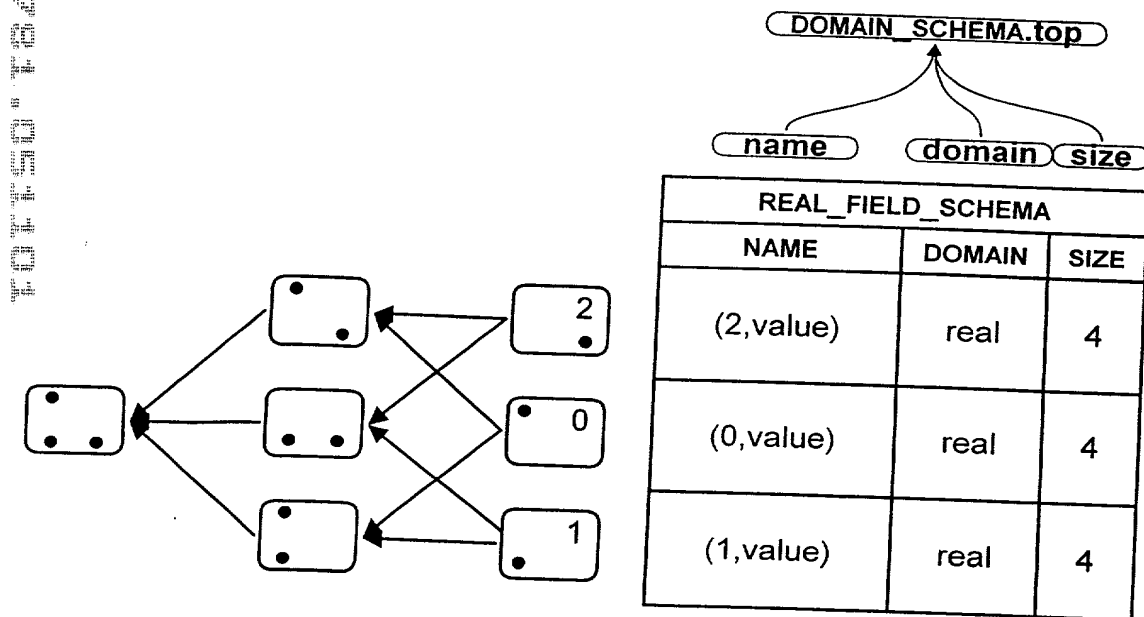 DOMAIN_SCHEMA.top
name domain size
REAL_FIELD_SCHEMA
NAME DOMAIN SIZE
2
(2,value) real 4
0
(0,value) real 4
1
(1,value) real 4